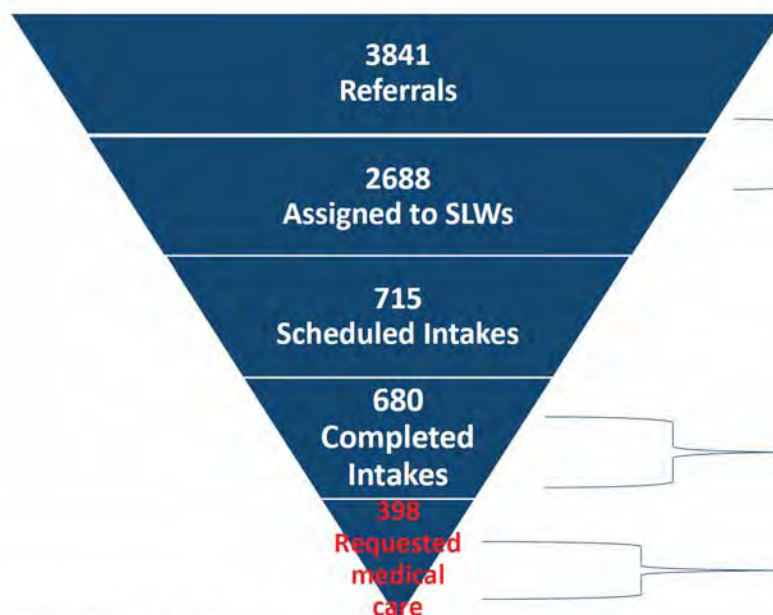 3841
Referrals
2688
Assigned to SLWs
715
Scheduled Intakes
680
Completed
Intakes
398
Requested
medical
care